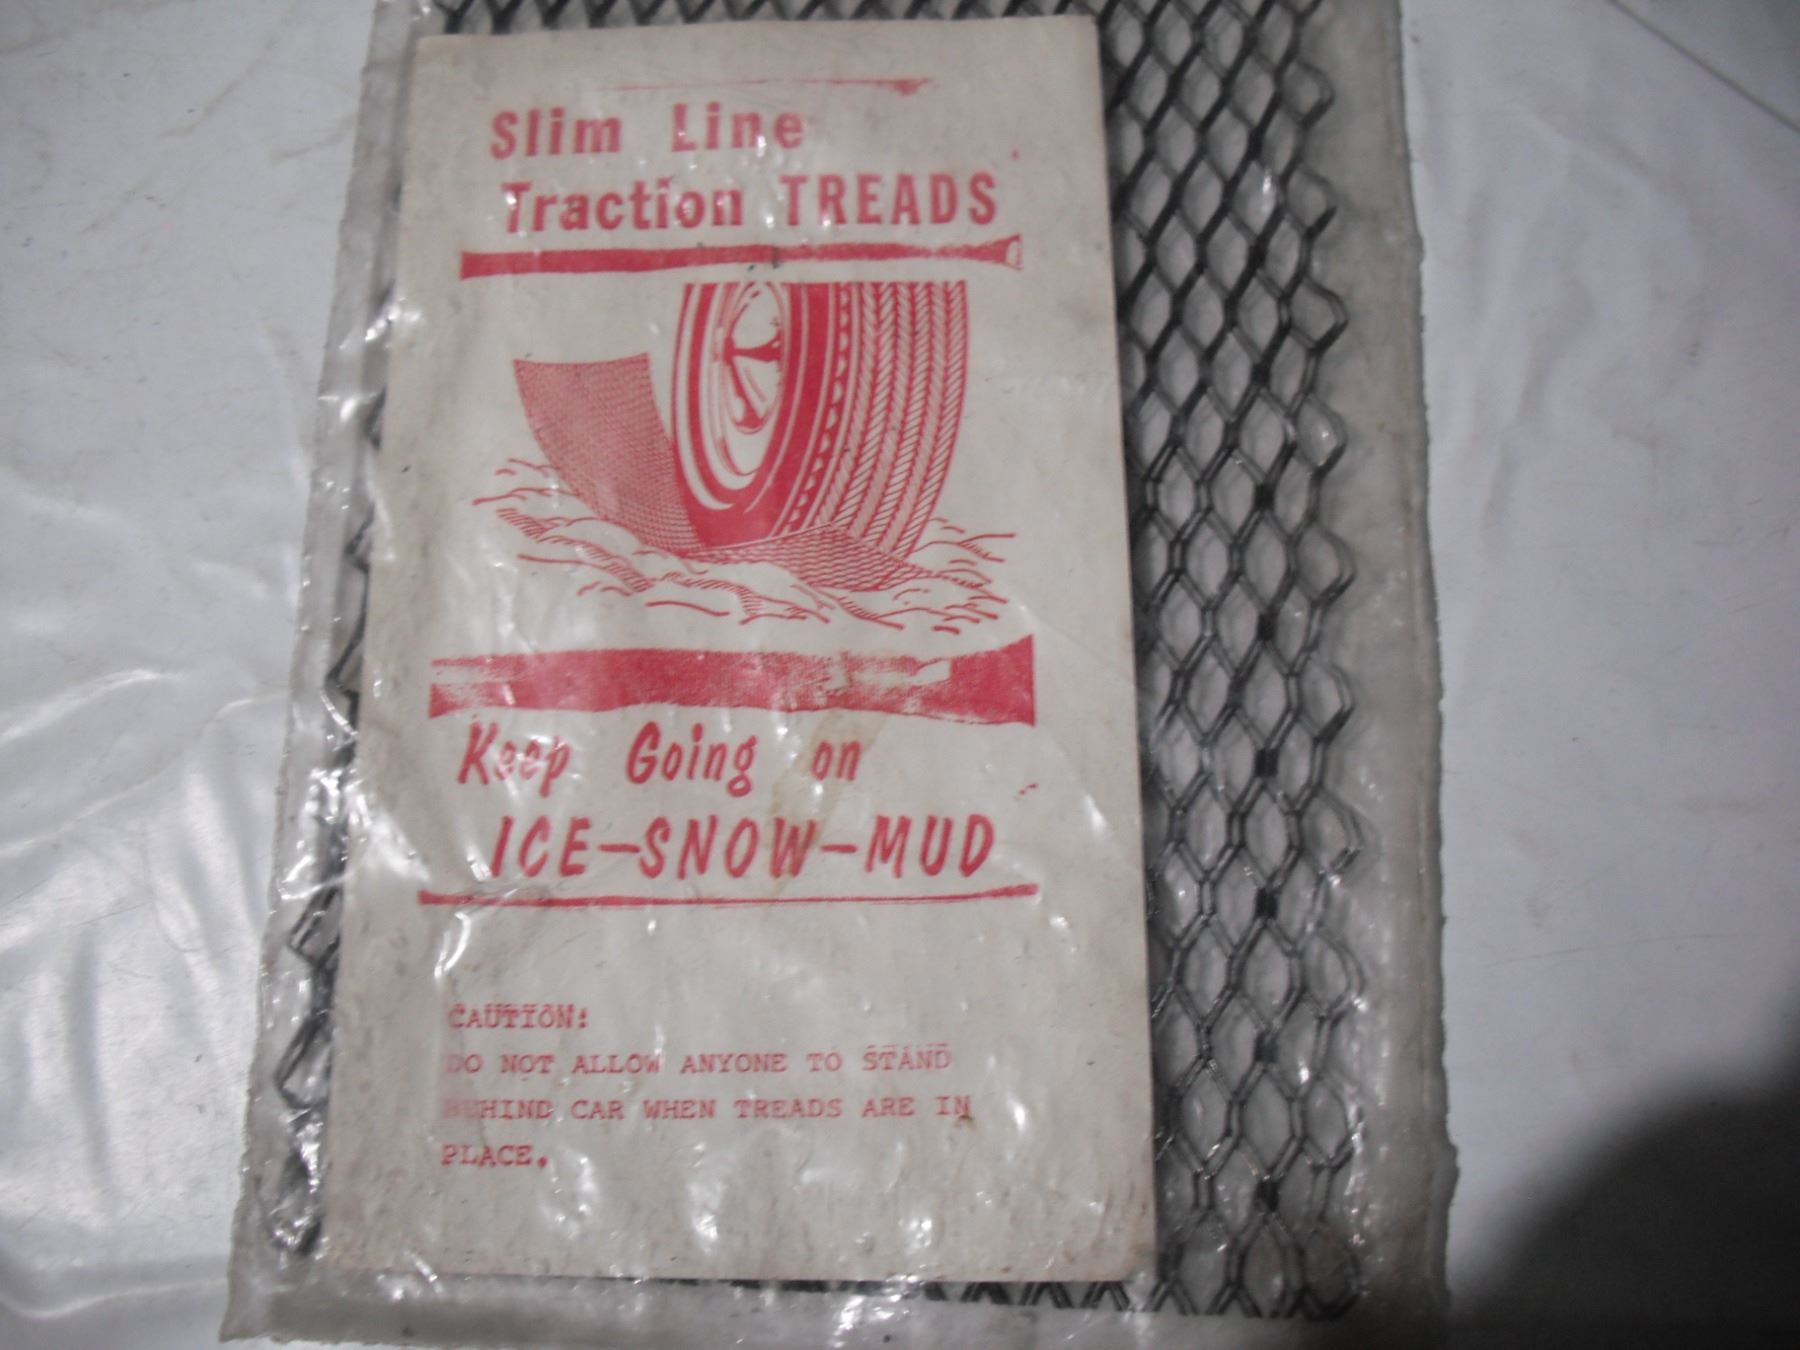 Slim Line
Traction TREADS
Keep Going on
ICE-SNOW-MUD
CAUTION:
DO NOT ALLOW ANYONE TO STAND
BEHIND CAR WHEN TREADS ARE IN
PLACE.